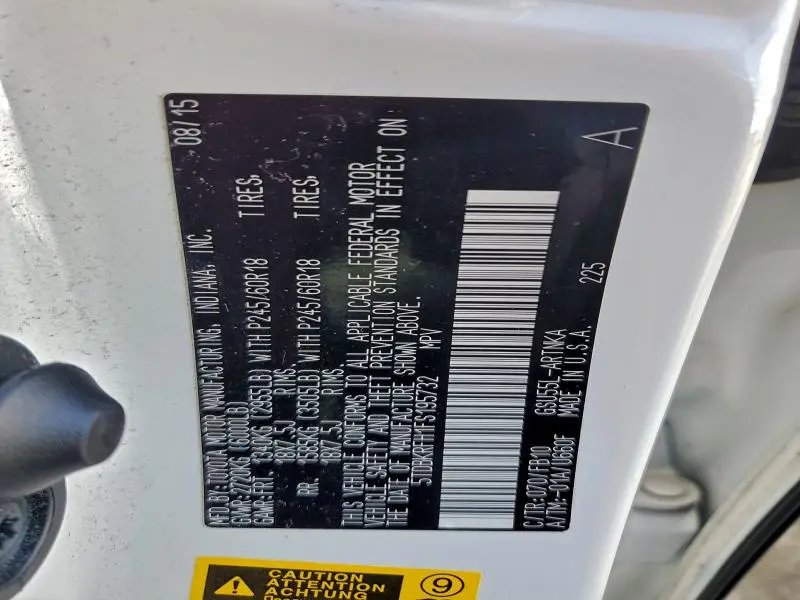 MFD.BY: TOYOTA MOTOR MANUFACTURING, INDIANA, INC. 08/15
GVWR:2720KG (6000LB)
GAWR:FRT 1340KG (2955LB) WITH P245/60R18 TIRES,
18X7.5J RIMS.
RR. 1585KG (3505LB) WITH P245/60R18 TIRES,
18X7.5J RIMS.
THIS VEHICLE CONFORMS TO ALL APPLICABLE FEDERAL MOTOR
VEHICLE SAFETY AND THEFT PREVENTION STANDARDS IN EFFECT ON
THE DATE OF MANUFACTURE SHOWN ABOVE.
5TDBKRFH1FS195732 MPV
C/TR:070/FB10 GSU55L-ARTIKA
A/TM:-01A/U660F MADE IN U.S.A. 225
A
CAUTION
ATTENTION
ACHTUNG
9